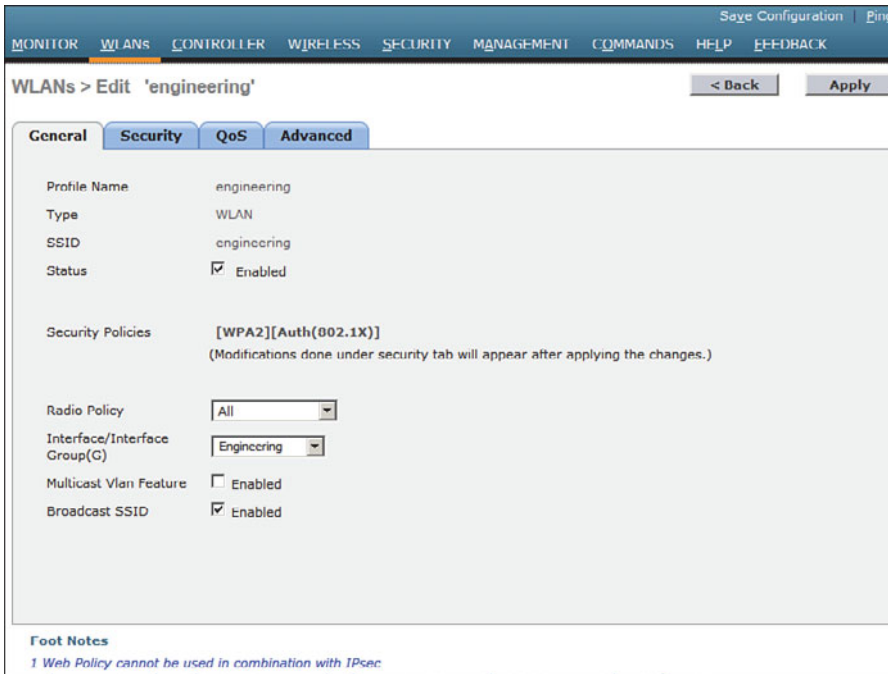 Save Configuration | Ping
MONITOR WLANs CONTROLLER WIRELESS SECURITY MANAGEMENT COMMANDS HELP FEEDBACK
WLANs > Edit 'engineering' < Back Apply
General Security QoS Advanced
Profile Name engineering
Type WLAN
SSID engineering
Status Enabled
Security Policies [WPA2][Auth(802.1X)]
(Modifications done under security tab will appear after applying the changes.)
Radio Policy All
Interface/Interface Group(G) Engineering
Multicast Vlan Feature Enabled
Broadcast SSID Enabled
Foot Notes
1 Web Policy cannot be used in combination with IPsec